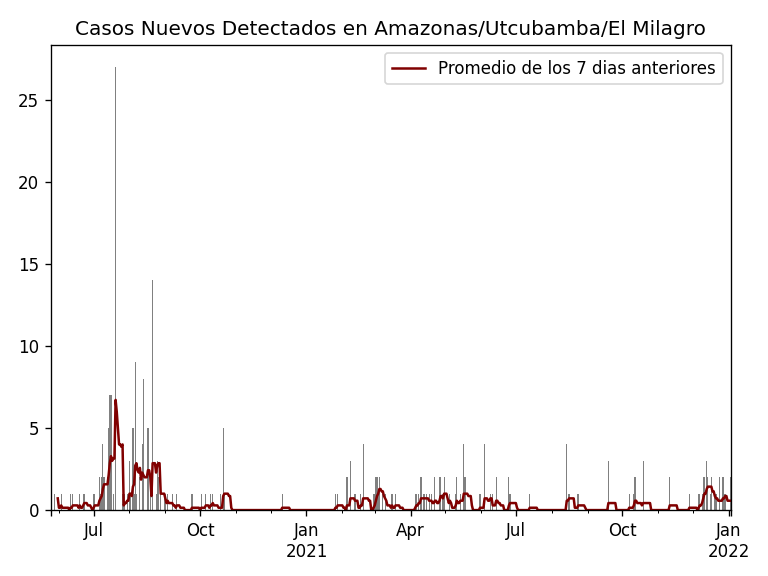 Casos Nuevos Detectados en Amazonas/Utcubamba/El Milagro
Promedio de los 7 dias anteriores
25
20
15
10
5
0
Jul Oct Jan Apr Jul Oct Jan
2021 2022